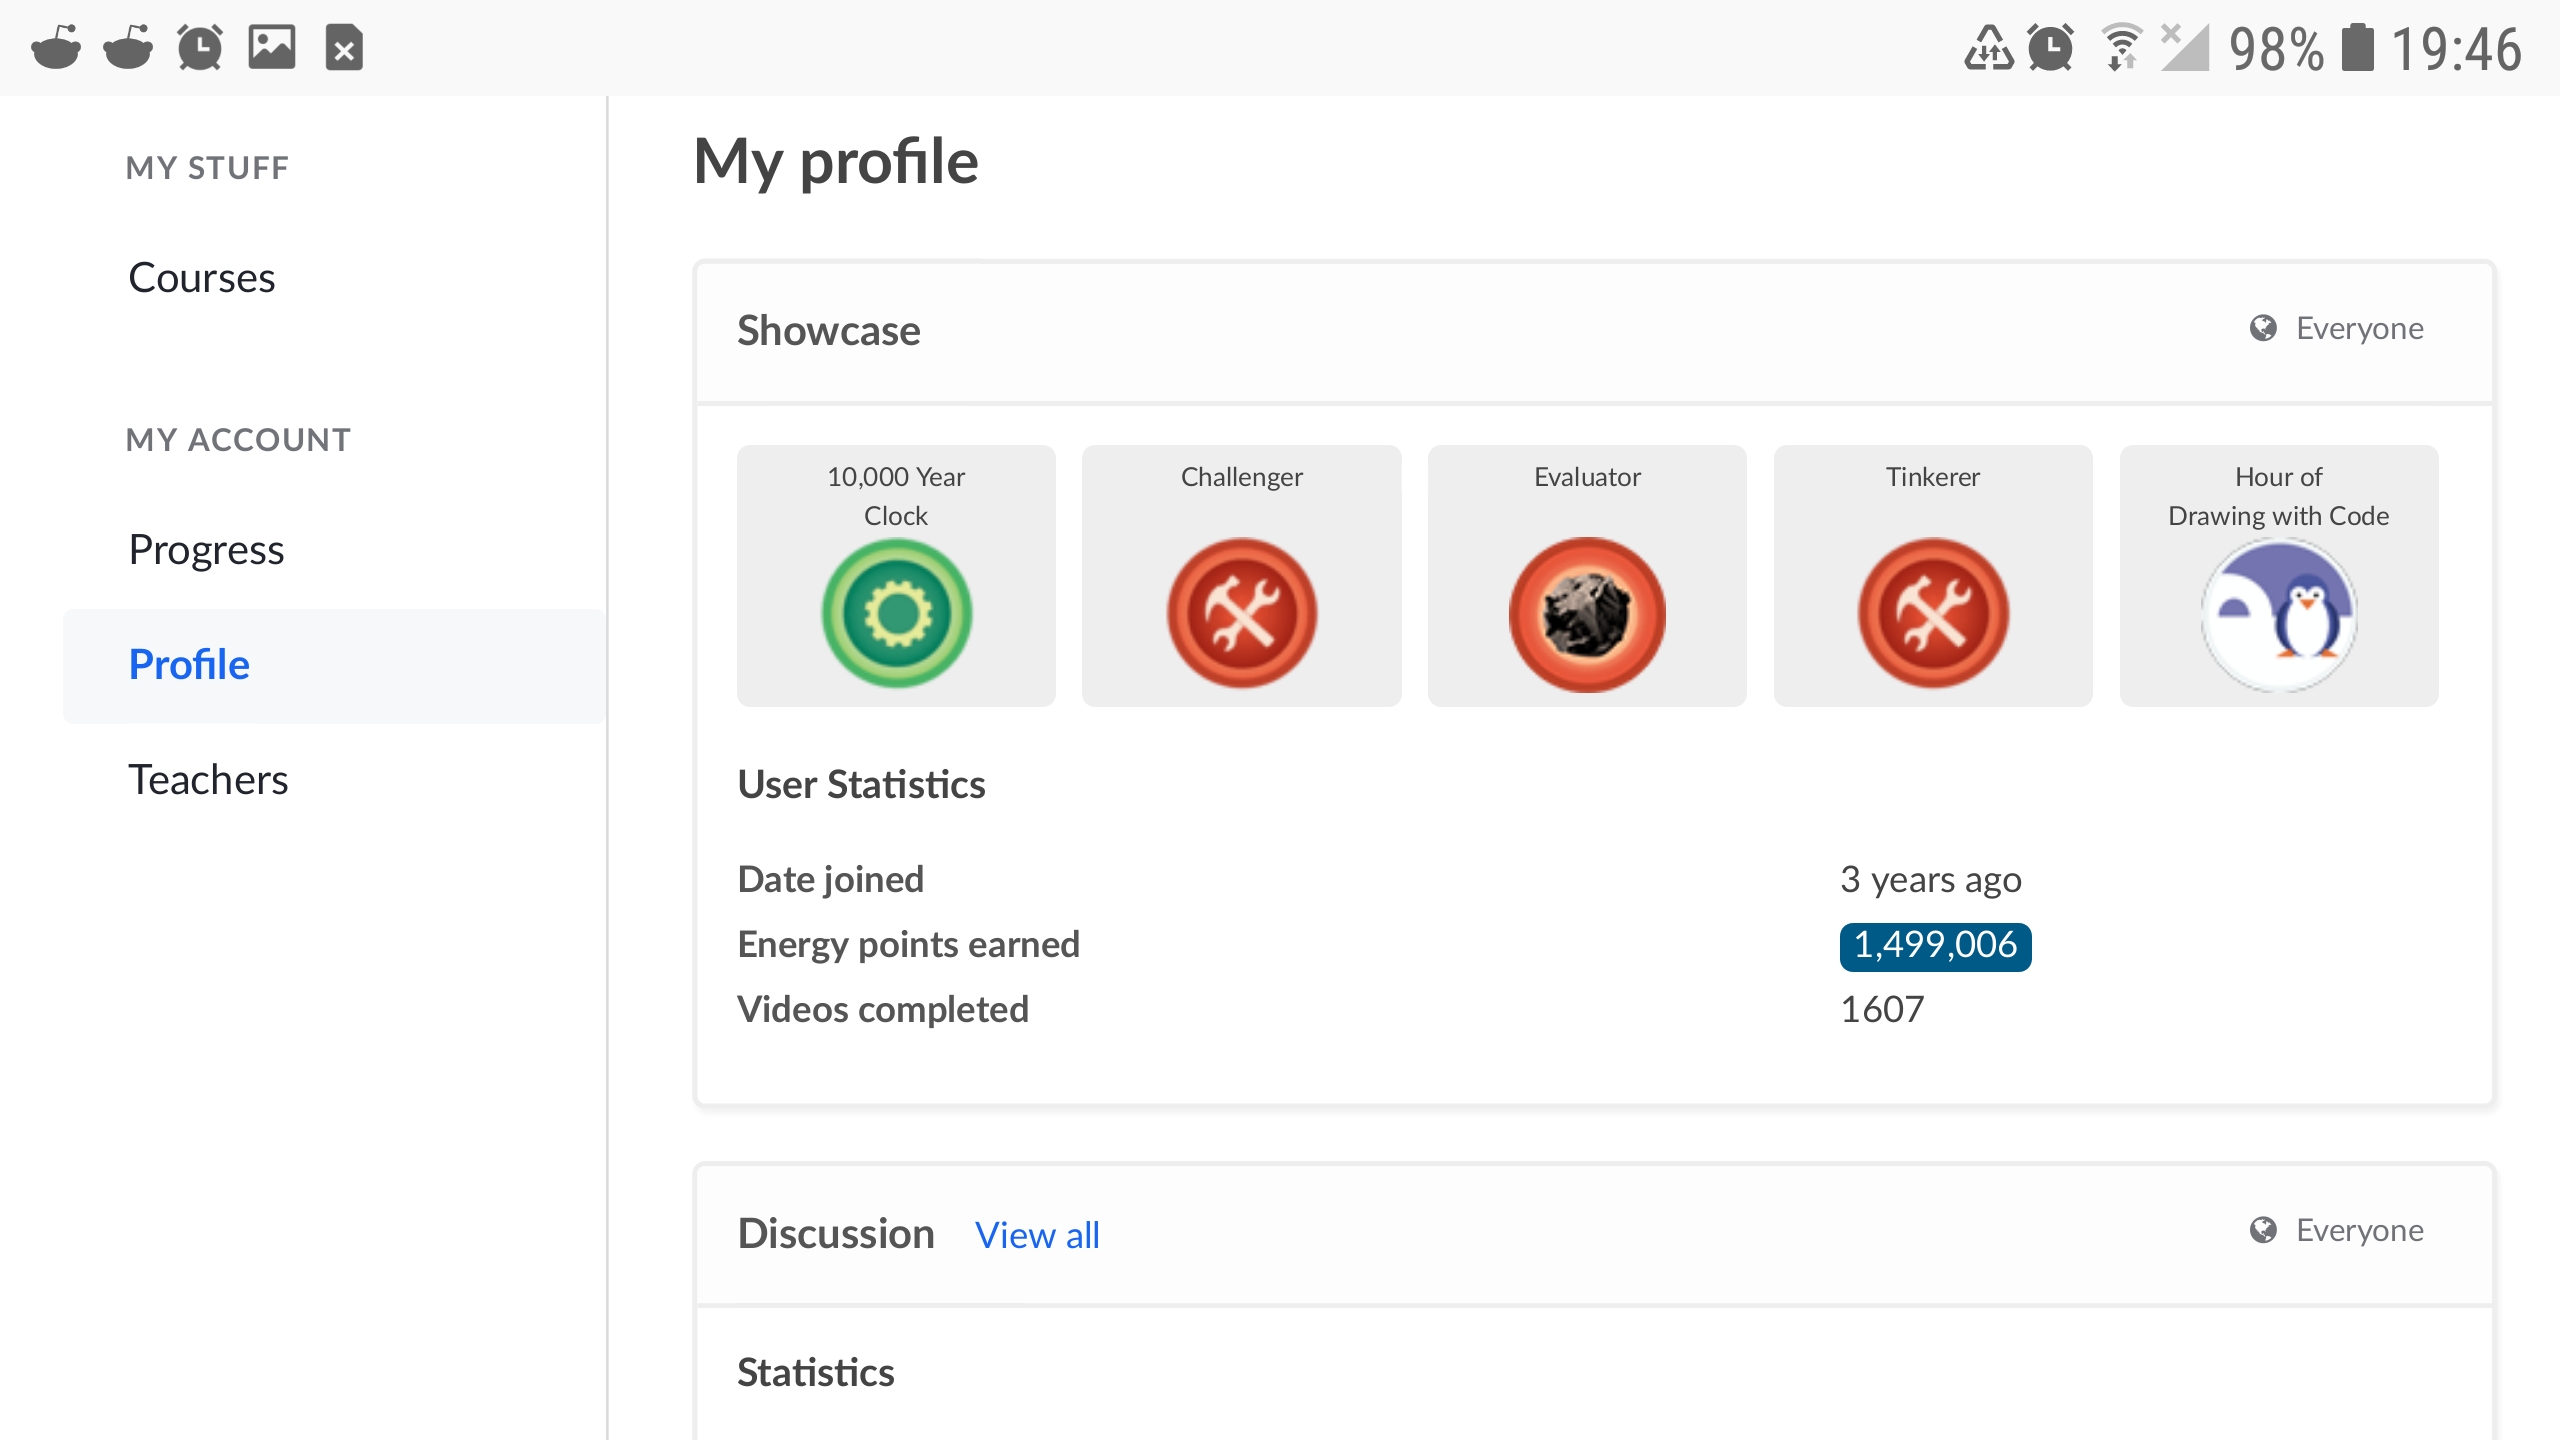 98% 19:46
MY STUFF
Courses
MY ACCOUNT
Progress
Profile
Teachers
My profile
Showcase
Everyone
10,000 Year
Clock
Challenger
Evaluator
Tinkerer
Hour of
Drawing with Code
User Statistics
Date joined 3 years ago
Energy points earned 1,499,006
Videos completed 1607
Discussion View all
Everyone
Statistics